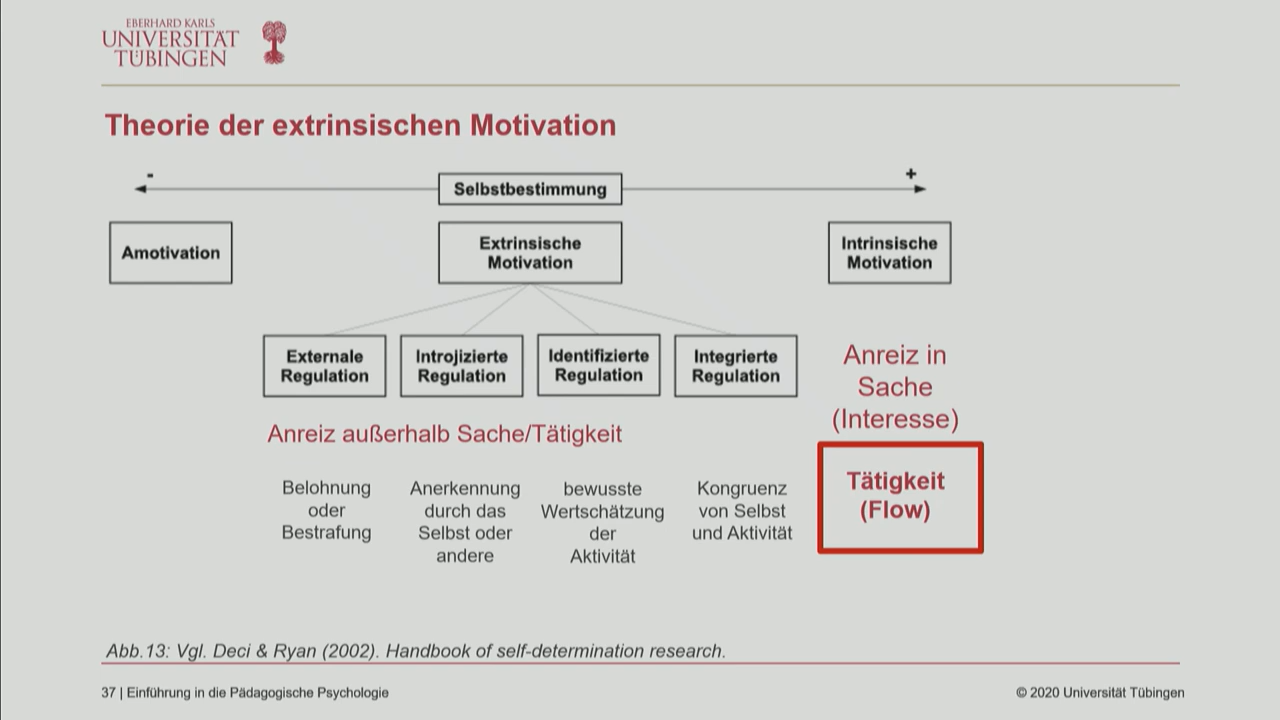 EBERHARD KARLS
UNIVERSITÄT
TÜBINGEN
Theorie der extrinsischen Motivation
-
+
Selbstbestimmung
Amotivation
Extrinsische
Motivation
Intrinsische
Motivation
Externale
Regulation
Introjizierte
Regulation
Identifizierte
Regulation
Integrierte
Regulation
Anreiz in
Sache
(Interesse)
Anreiz außerhalb Sache/Tätigkeit
Tätigkeit
(Flow)
Belohnung
oder
Bestrafung
Anerkennung
durch das
Selbst oder
andere
bewusste
Wertschätzung
der
Aktivität
Kongruenz
von Selbst
und Aktivität
Abb.13: Vgl. Deci & Ryan (2002). Handbook of self-determination research.
37 | Einführung in die Pädagogische Psychologie
© 2020 Universität Tübingen